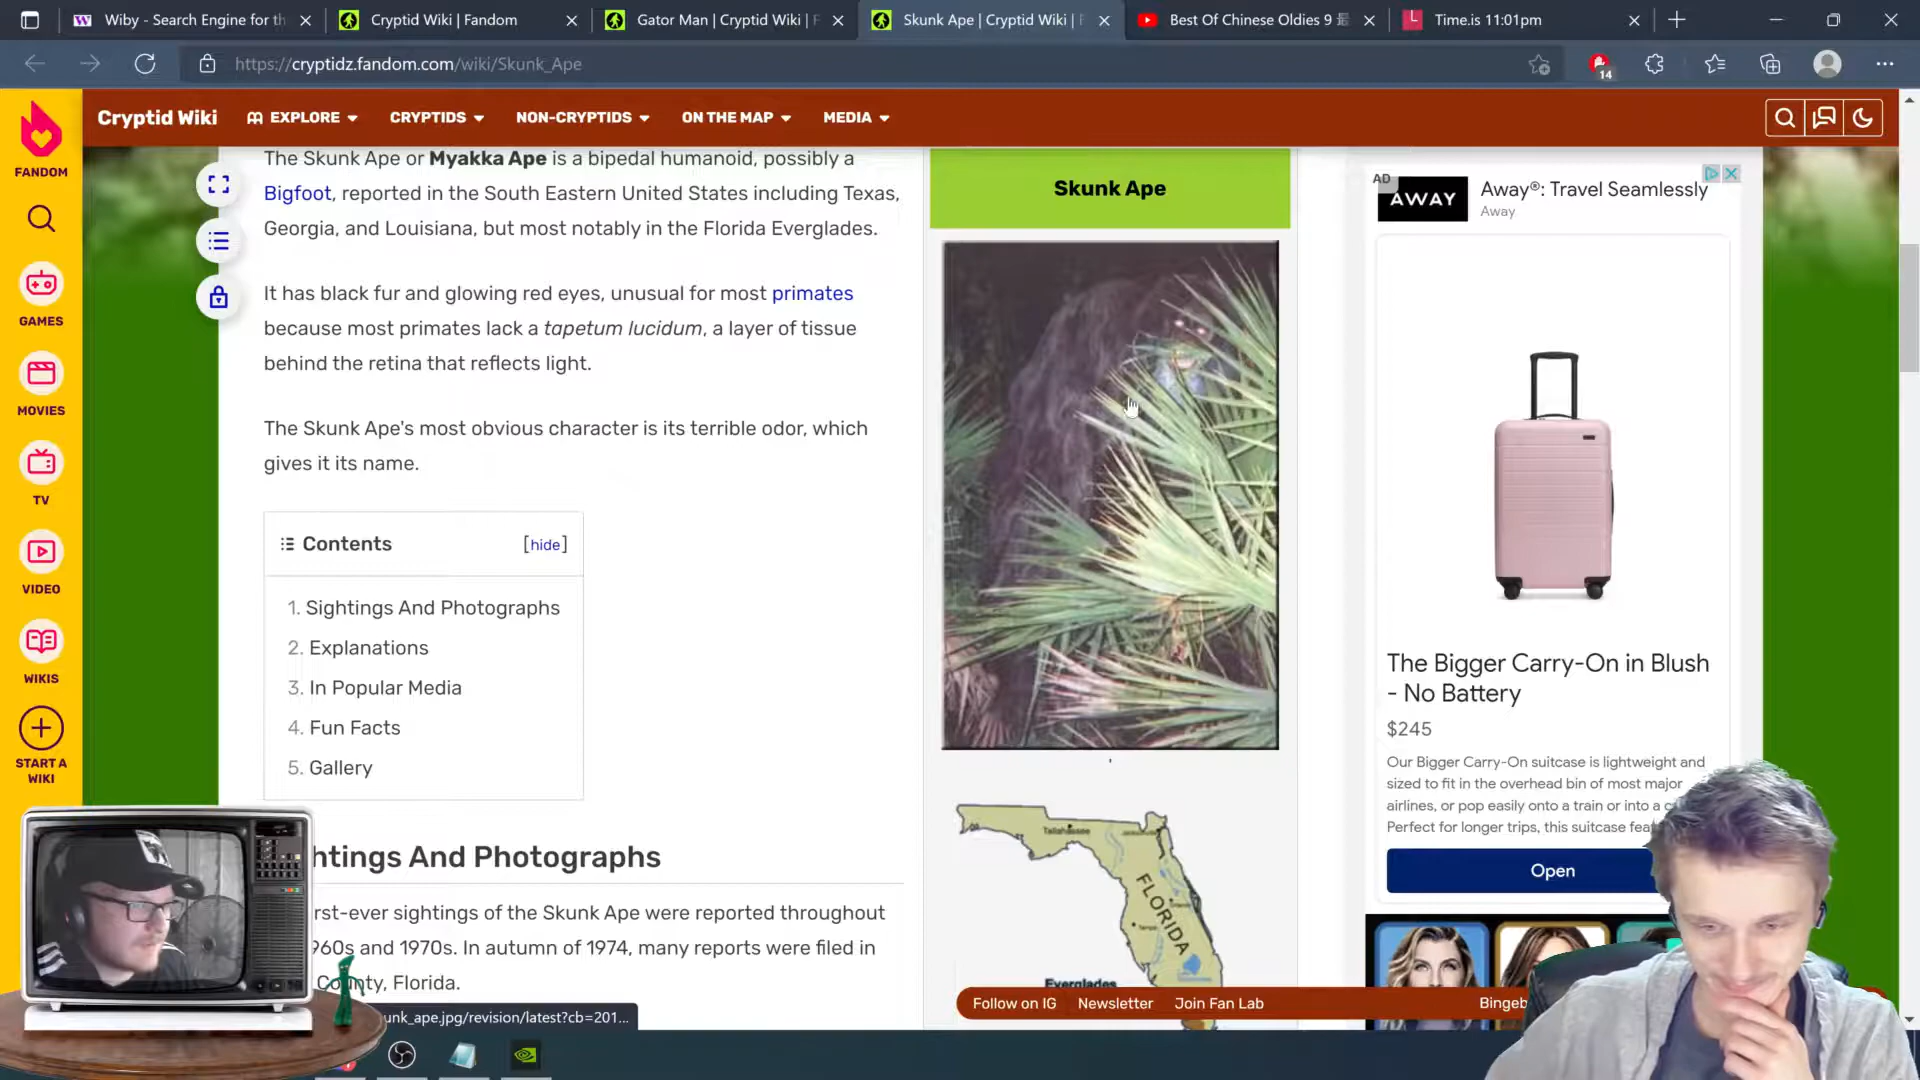 Wiby - Search Engine for th
Cryptid Wiki | Fandom
Gator Man | Cryptid Wiki | F
Skunk Ape | Cryptid Wiki | F
Best Of Chinese Oldies 9 最
Time.is 11:01pm
https://cryptidz.fandom.com/wiki/Skunk_Ape
14
Cryptid Wiki
EXPLORE
CRYPTIDS
NON-CRYPTIDS
ON THE MAP
MEDIA
FANDOM
GAMES
MOVIES
TV
VIDEO
WIKIS
START A
WIKI
The Skunk Ape or Myakka Ape is a bipedal humanoid, possibly a
Bigfoot, reported in the South Eastern United States including Texas,
Georgia, and Louisiana, but most notably in the Florida Everglades.
It has black fur and glowing red eyes, unusual for most primates
because most primates lack a tapetum lucidum, a layer of tissue
behind the retina that reflects light.
The Skunk Ape's most obvious character is its terrible odor, which
gives it its name.
Contents [hide]
1. Sightings And Photographs
2. Explanations
3. In Popular Media
4. Fun Facts
5. Gallery
htings And Photographs
rst-ever sightings of the Skunk Ape were reported throughout
960s and 1970s. In autumn of 1974, many reports were filed in
County, Florida.
unk_ape.jpg/revision/latest?cb=201...
Skunk Ape
Tallahassee
FLORIDA
Everglades
AD
AWAY
Away®: Travel Seamlessly
Away
The Bigger Carry-On in Blush
- No Battery
$245
Our Bigger Carry-On suitcase is lightweight and
sized to fit in the overhead bin of most major
airlines, or pop easily onto a train or into a c
Perfect for longer trips, this suitcase fea
Open
Follow on IG
Newsletter
Join Fan Lab
Bingeb